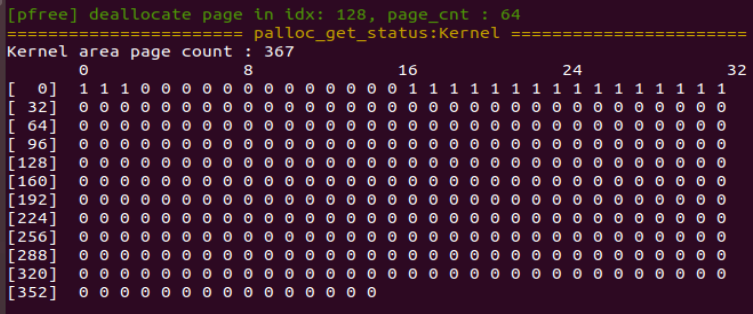 [pfree] deallocate page in idx: 128, page_cnt : 64
======================= palloc_get_status:Kernel =======================
Kernel area page count : 367
        0               8               16              24              32
[  0]  1 1 1 0 0 0 0 0 0 0 0 0 0 0 0 0 1 1 1 1 1 1 1 1 1 1 1 1 1 1 1 1
[ 32]  0 0 0 0 0 0 0 0 0 0 0 0 0 0 0 0 0 0 0 0 0 0 0 0 0 0 0 0 0 0 0 0
[ 64]  0 0 0 0 0 0 0 0 0 0 0 0 0 0 0 0 0 0 0 0 0 0 0 0 0 0 0 0 0 0 0 0
[ 96]  0 0 0 0 0 0 0 0 0 0 0 0 0 0 0 0 0 0 0 0 0 0 0 0 0 0 0 0 0 0 0 0
[128]  0 0 0 0 0 0 0 0 0 0 0 0 0 0 0 0 0 0 0 0 0 0 0 0 0 0 0 0 0 0 0 0
[160]  0 0 0 0 0 0 0 0 0 0 0 0 0 0 0 0 0 0 0 0 0 0 0 0 0 0 0 0 0 0 0 0
[192]  0 0 0 0 0 0 0 0 0 0 0 0 0 0 0 0 0 0 0 0 0 0 0 0 0 0 0 0 0 0 0 0
[224]  0 0 0 0 0 0 0 0 0 0 0 0 0 0 0 0 0 0 0 0 0 0 0 0 0 0 0 0 0 0 0 0
[256]  0 0 0 0 0 0 0 0 0 0 0 0 0 0 0 0 0 0 0 0 0 0 0 0 0 0 0 0 0 0 0 0
[288]  0 0 0 0 0 0 0 0 0 0 0 0 0 0 0 0 0 0 0 0 0 0 0 0 0 0 0 0 0 0 0 0
[320]  0 0 0 0 0 0 0 0 0 0 0 0 0 0 0 0 0 0 0 0 0 0 0 0 0 0 0 0 0 0 0 0
[352]  0 0 0 0 0 0 0 0 0 0 0 0 0 0 0